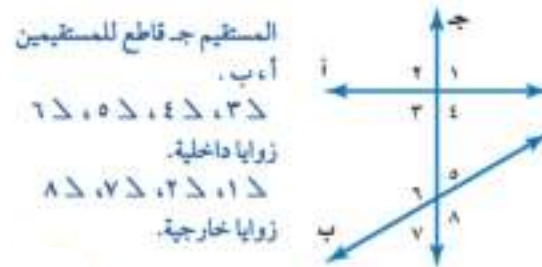 المستقيم جـ قاطع للمستقيمين
أ ، ب .
∠٣ ، ∠٤ ، ∠٥ ، ∠٦
زوايا داخلية.
∠١ ، ∠٢ ، ∠٧ ، ∠٨
زوايا خارجية.
جـ
٢ ١
أ
٣ ٤
٥
٦
٨
٧
ب